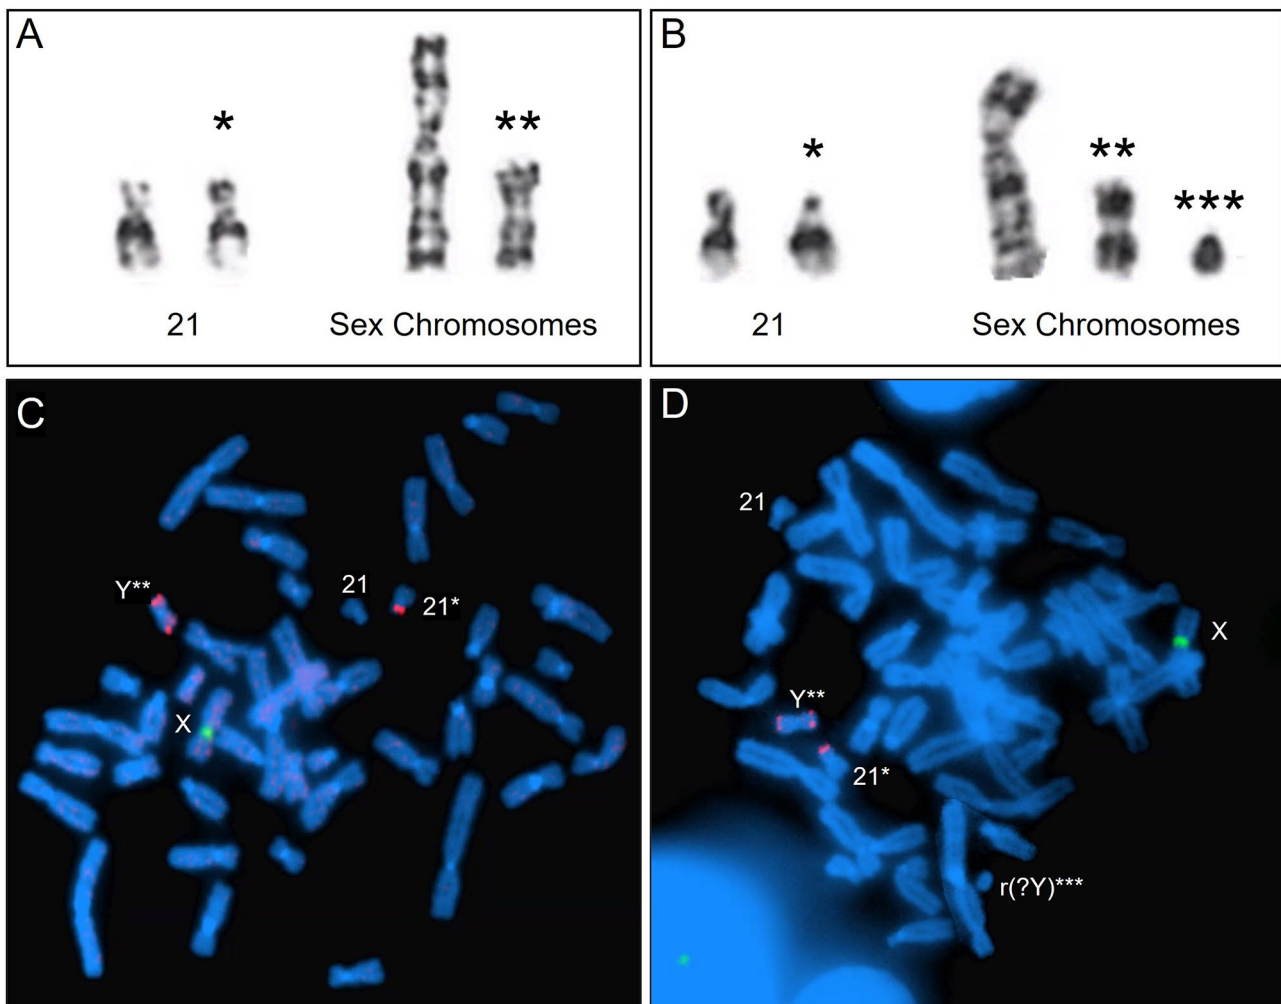 A
*
**
21
Sex Chromosomes
B
*
**
***
21
Sex Chromosomes
C
Y**
21
21*
X
D
21
X
Y**
21*
r(?Y)***